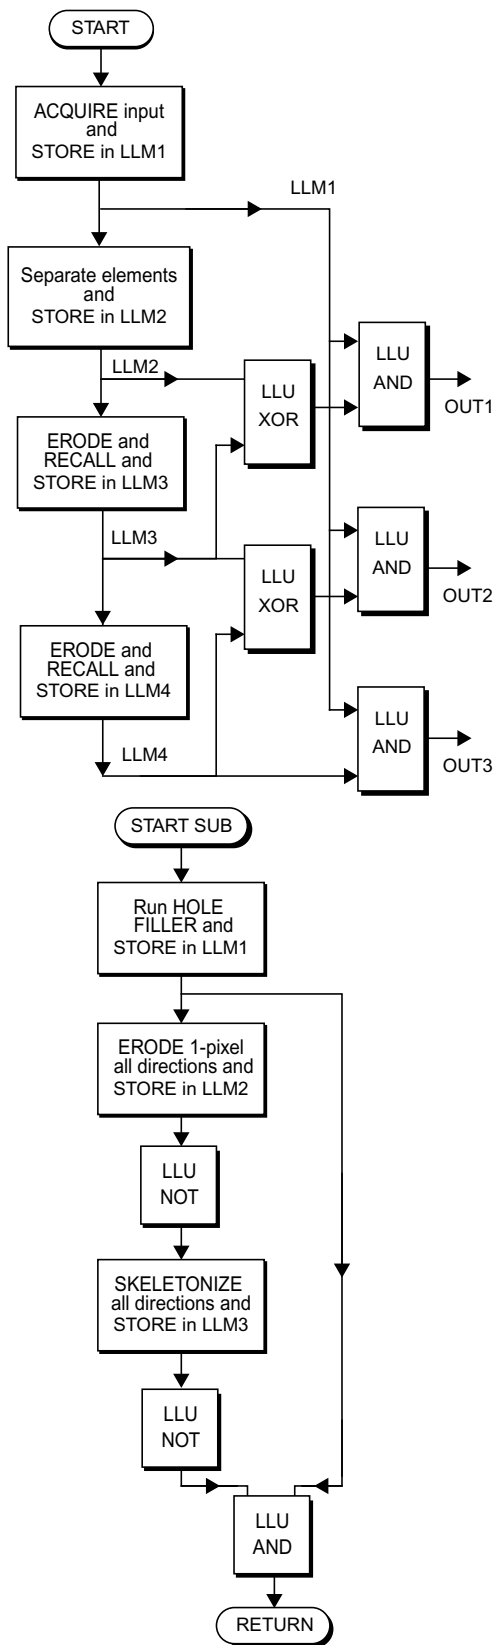 START
ACQUIRE input
and
STORE in LLM1
LLM1
Separate elements
and
STORE in LLM2
LLM2
LLU
XOR
LLU
AND
OUT1
ERODE and
RECALL and
STORE in LLM3
LLM3
LLU
XOR
LLU
AND
OUT2
ERODE and
RECALL and
STORE in LLM4
LLM4
LLU
AND
OUT3
START SUB
Run HOLE
FILLER and
STORE in LLM1
ERODE 1-pixel
all directions and
STORE in LLM2
LLU
NOT
SKELETONIZE
all directions and
STORE in LLM3
LLU
NOT
LLU
AND
RETURN